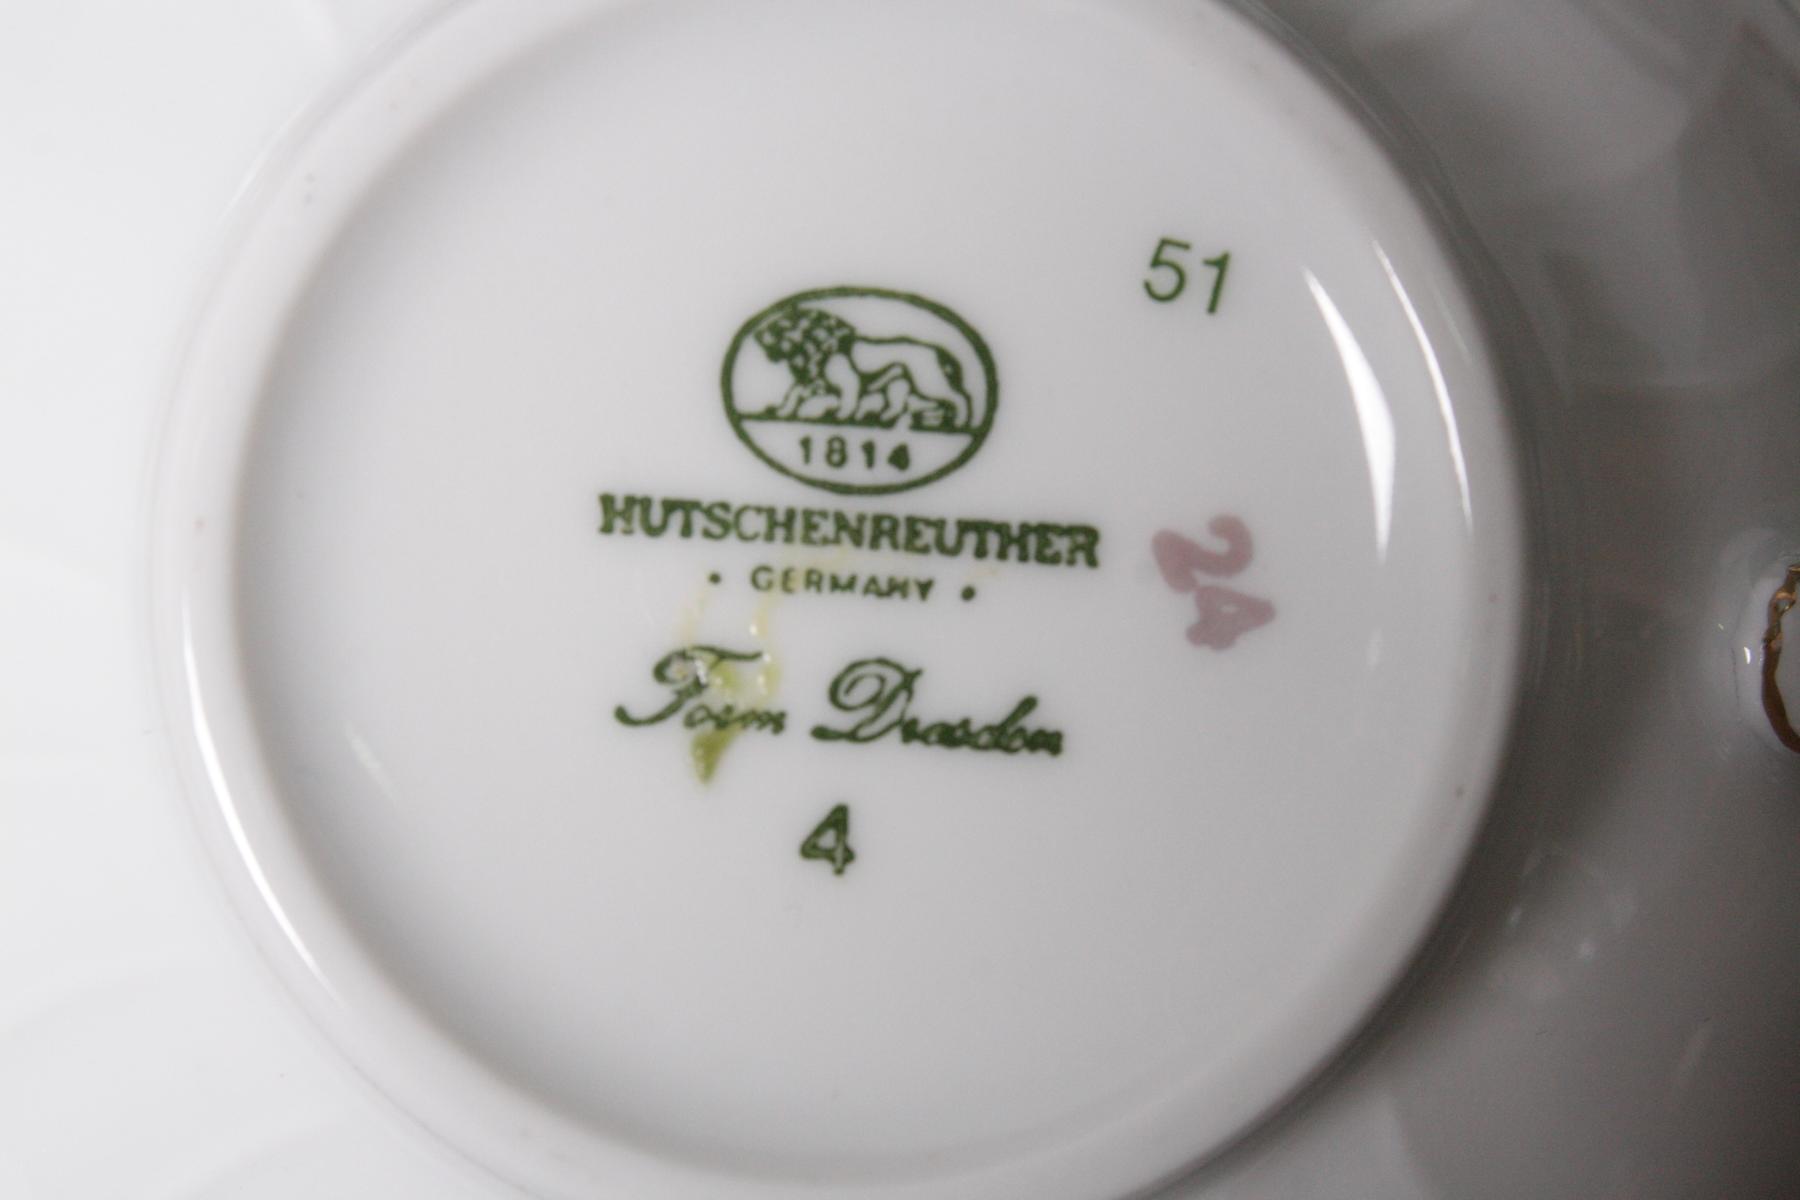 51
1814
HUTSCHENREUTHER
• GERMANY •
24
Form Dresden
4